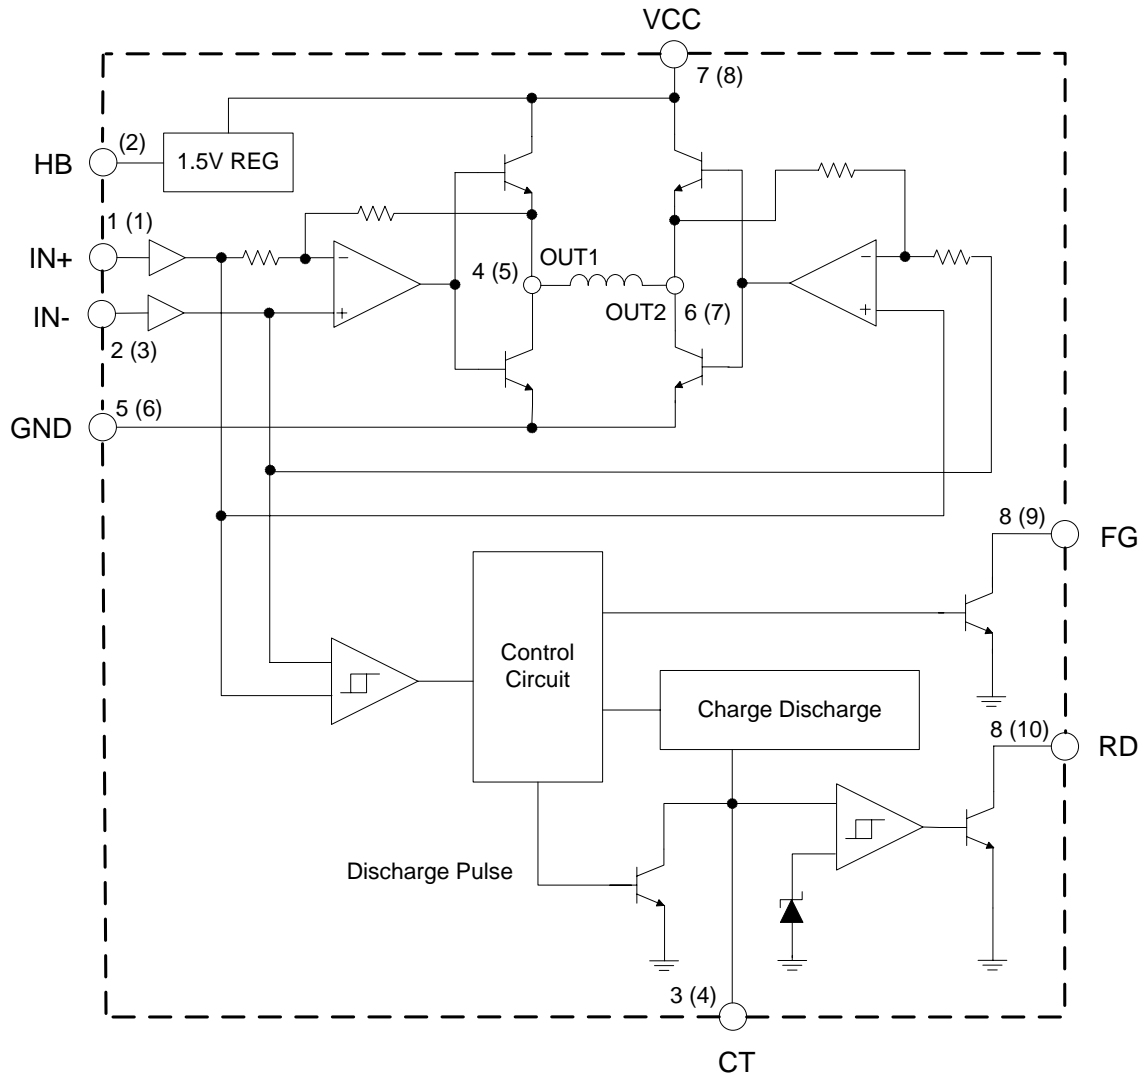 VCC
7 (8)
HB
(2)
1.5V REG
1 (1)
IN+
IN-
2 (3)
−
+
4 (5)
OUT1
OUT2
6 (7)
−
+
GND
5 (6)
8 (9)
FG
Control
Circuit
Charge Discharge
8 (10)
RD
Discharge Pulse
3 (4)
CT